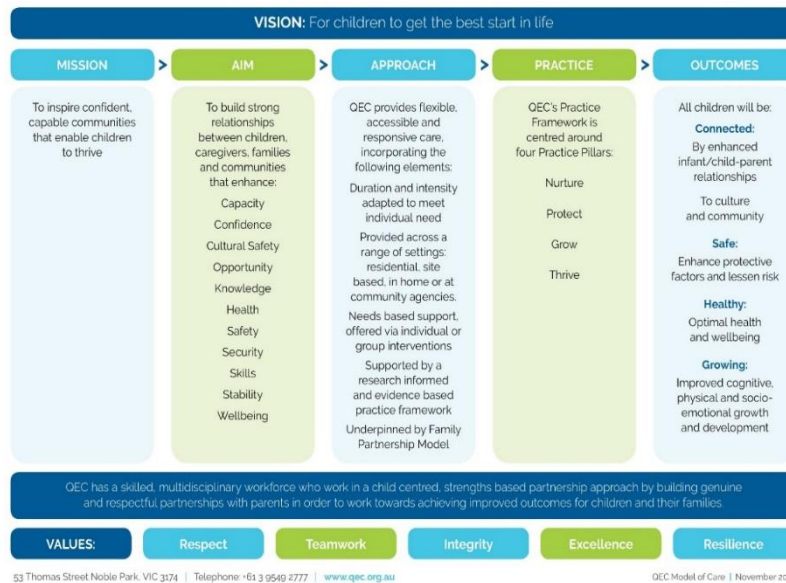 VISION: For children to get the best start in life
MISSION > AIM > APPROACH > PRACTICE > OUTCOMES
To inspire confident,
capable communities
that enable children
to thrive
To build strong
relationships
between children,
caregivers, families
and communities
that enhance:
Capacity
Confidence
Cultural Safety
Opportunity
Knowledge
Health
Safety
Security
Skills
Stability
Wellbeing
QEC provides flexible,
accessible and
responsive care,
incorporating the
following elements:
Duration and intensity
adapted to meet
individual need
Provided across a
range of settings:
residential, site
based, in home or at
community agencies.
Needs based support,
offered via individual or
group interventions
Supported by a
research informed
and evidence based
practice framework
Underpinned by Family
Partnership Model
QEC's Practice
Framework is
centred around
four Practice Pillars:
Nurture
Protect
Grow
Thrive
All children will be:
Connected:
By enhanced
infant/child-parent
relationships
To culture
and community
Safe:
Enhance protective
factors and lessen risk
Healthy:
Optimal health
and wellbeing
Growing:
Improved cognitive,
physical and socio-
emotional growth
and development
QEC has a skilled, multidisciplinary workforce who work in a child centred, strengths based partnership approach by building genuine
and respectful partnerships with parents in order to work towards achieving improved outcomes for children and their families.
VALUES: Respect Teamwork Integrity Excellence Resilience
53 Thomas Street Noble Park, VIC 3174 | Telephone: +61 3 9549 2777 | www.qec.org.au
QEC Model of Care | November